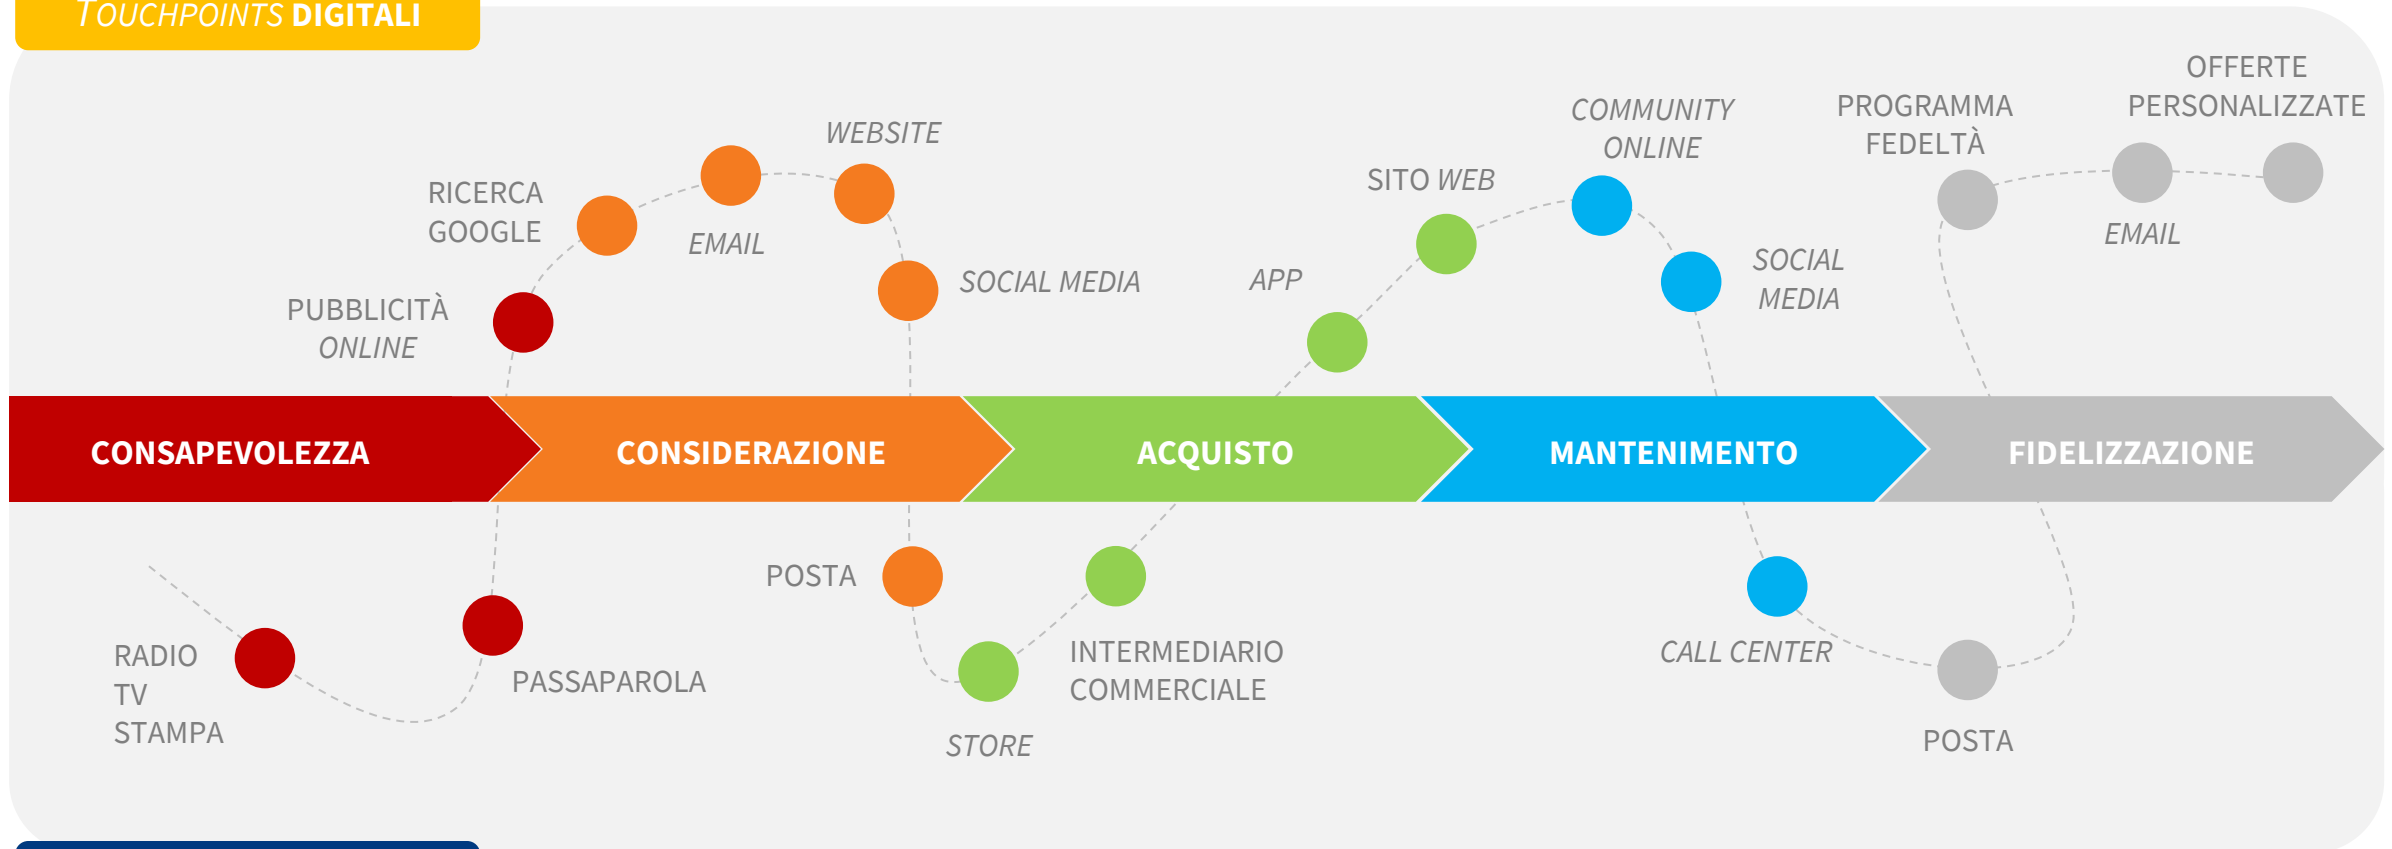 TOUCHPOINTS DIGITALI
OFFERTE
PERSONALIZZATE
PROGRAMMA
FEDELTÀ
COMMUNITY
ONLINE
WEBSITE
SITO WEB
RICERCA
GOOGLE
EMAIL
EMAIL
SOCIAL MEDIA
APP
SOCIAL
MEDIA
PUBBLICITÀ
ONLINE
CONSAPEVOLEZZA
CONSIDERAZIONE
ACQUISTO
MANTENIMENTO
FIDELIZZAZIONE
POSTA
RADIO
TV
STAMPA
PASSAPAROLA
INTERMEDIARIO
COMMERCIALE
CALL CENTER
STORE
POSTA